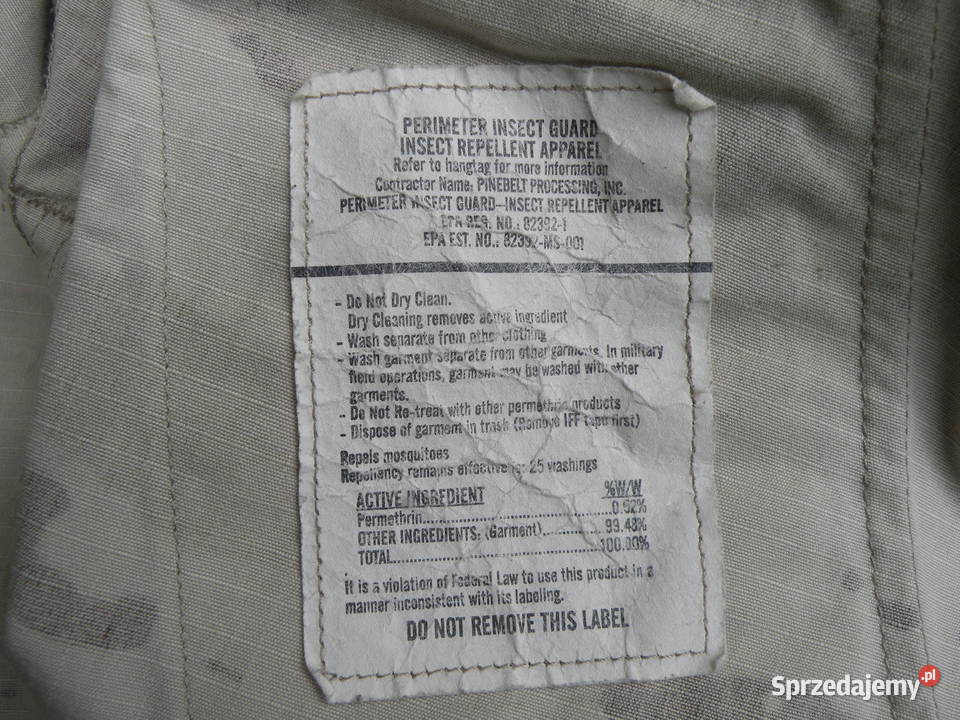 PERIMETER INSECT GUARD
INSECT REPELLENT APPAREL
Refer to hangtag for more information
Contractor Name: PINEBELT PROCESSING, INC.
PERIMETER INSECT GUARD–INSECT REPELLENT APPAREL
EPA REG. NO.: 82392-1
EPA EST. NO.: 82392-MS-001
- Do Not Dry Clean.
Dry Cleaning removes active ingredient
- Wash separate from other clothing
- Wash garment separate from other garments. In military
field operations, garment may be washed with other
garments.
- Do Not Re-treat with other permethrin products
- Dispose of garment in trash (Remove IFF tape first)
Repels mosquitoes
Repellency remains effective for 25 washings
ACTIVE INGREDIENT %W/W
Permethrin..........0.52%
OTHER INGREDIENTS: (Garment)..........99.48%
TOTAL..........100.00%
It is a violation of Federal Law to use this product in a
manner inconsistent with its labeling.
DO NOT REMOVE THIS LABEL
Sprzedajemy.pl